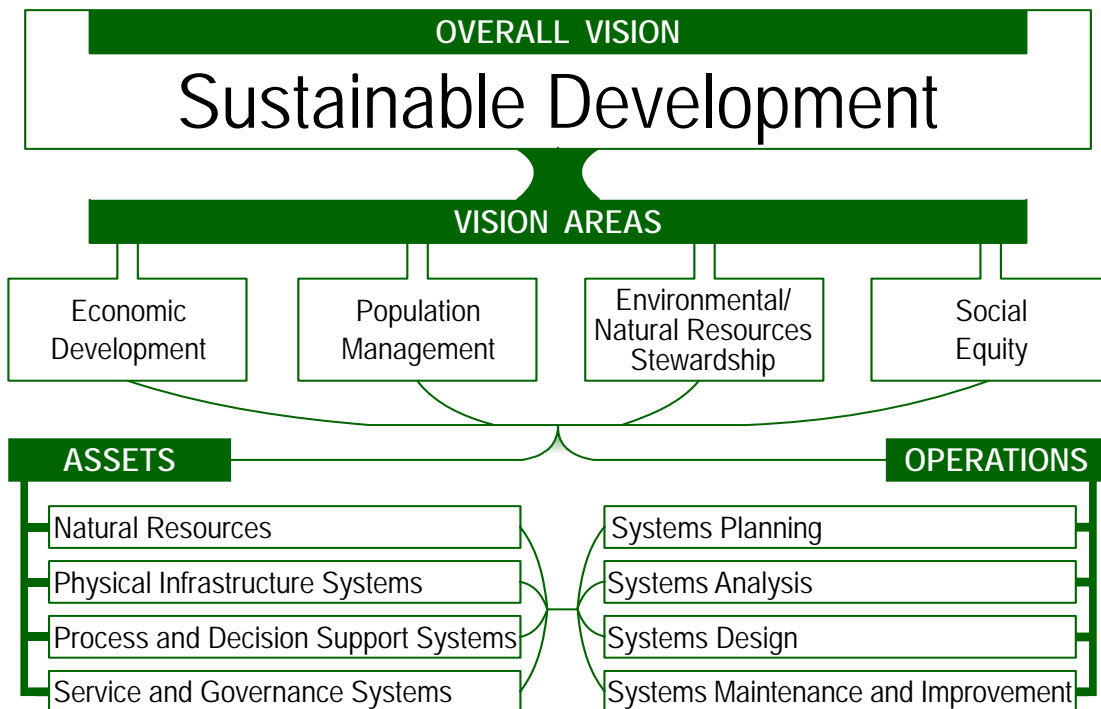 OVERALL VISION
Sustainable Development
VISION AREAS
Economic
Development
Population
Management
Environmental/
Natural Resources
Stewardship
Social
Equity
ASSETS
Natural Resources
Physical Infrastructure Systems
Process and Decision Support Systems
Service and Governance Systems
OPERATIONS
Systems Planning
Systems Analysis
Systems Design
Systems Maintenance and Improvement